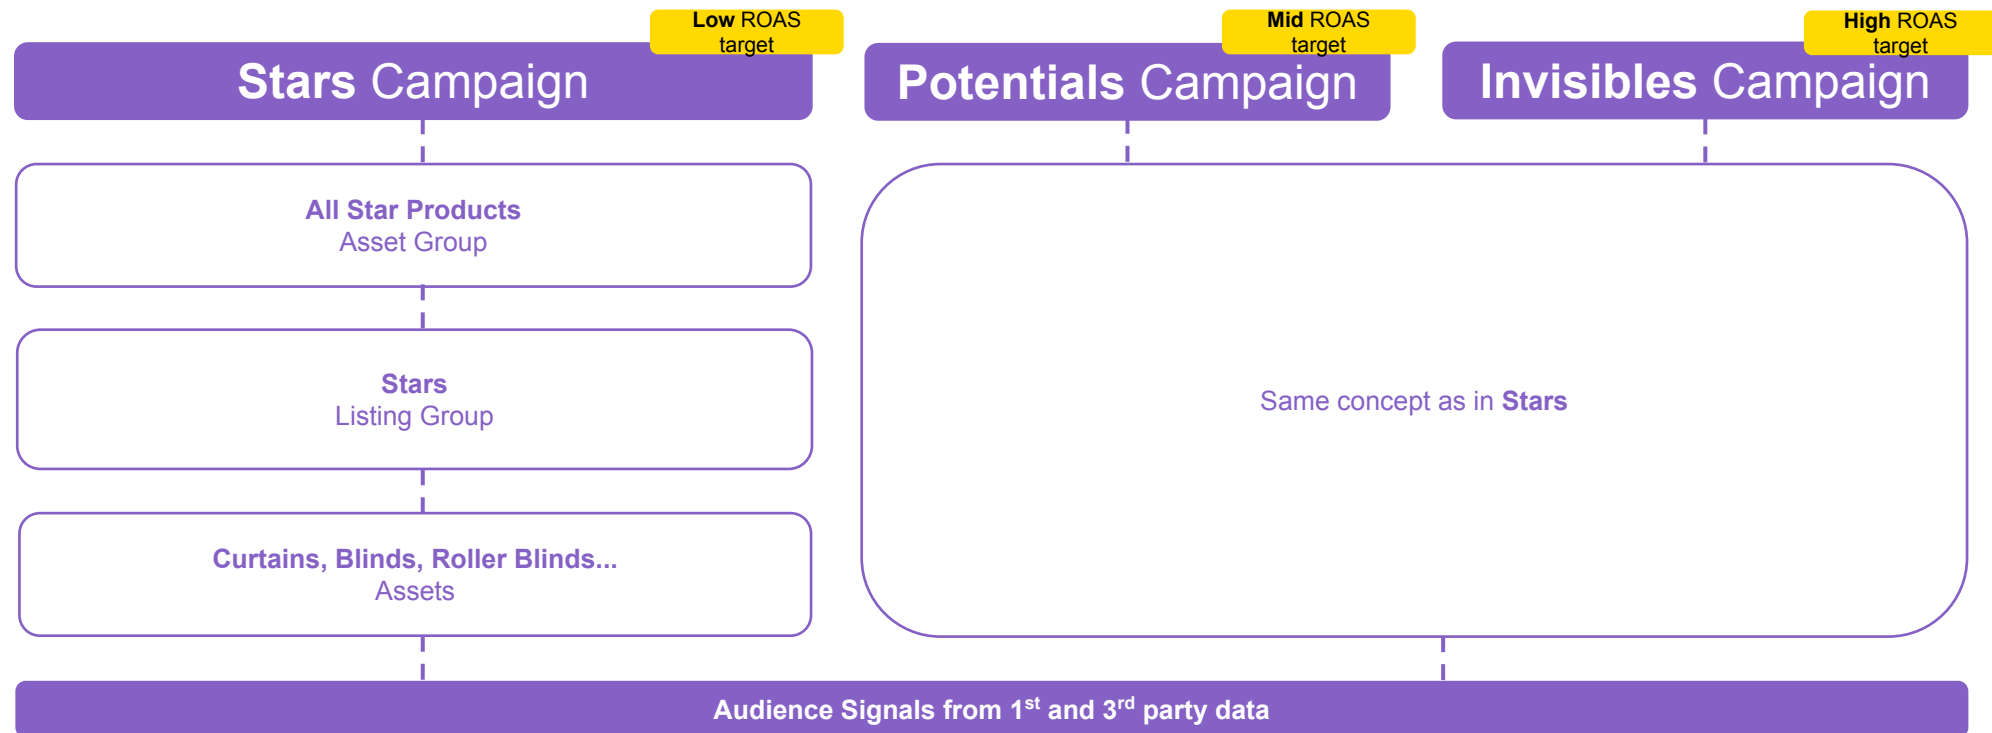 Low ROAS
target
Stars Campaign
Mid ROAS
target
Potentials Campaign
High ROAS
target
Invisibles Campaign
All Star Products
Asset Group
Stars
Listing Group
Curtains, Blinds, Roller Blinds...
Assets
Same concept as in Stars
Audience Signals from 1st and 3rd party data